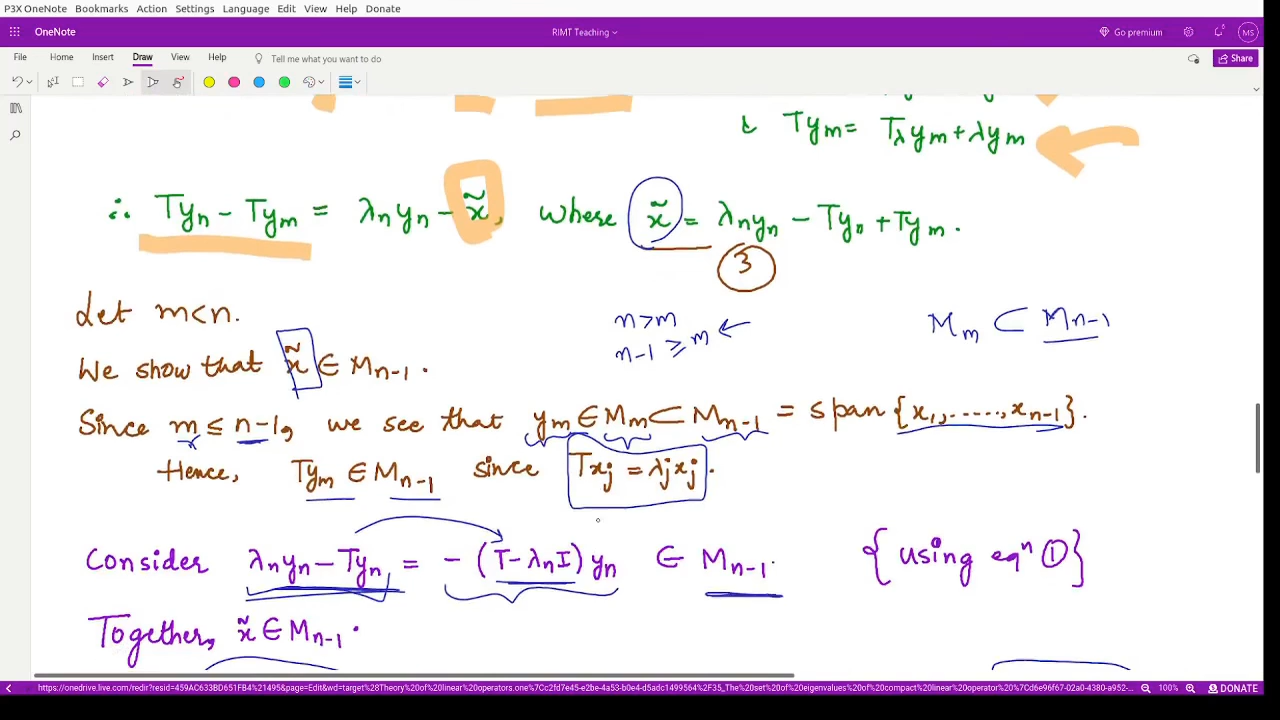 P3X OneNote Bookmarks Action Settings Language Edit View Help Donate
OneNote RIMT Teaching Go premium MS
File Home Insert Draw View Help Tell me what you want to do Share
& Tyₘ = T_λ yₘ + λyₘ
∴ Tyₙ - Tyₘ = λₙyₙ - x̃, where x̃ = λₙyₙ - Tyₙ + Tyₘ.
③
Let m<n.
n>m
n-1 ≥ m ←
Mₘ ⊂ Mₙ₋₁
We show that x̃ ∈ Mₙ₋₁.
Since m ≤ n-1, we see that yₘ ∈ Mₘ ⊂ Mₙ₋₁ = span {x₁, ....., xₙ₋₁}.
Hence, Tyₘ ∈ Mₙ₋₁ since Txⱼ = λⱼxⱼ.
Consider λₙyₙ - Tyₙ = - (T - λₙI) yₙ ∈ Mₙ₋₁. {using eqⁿ ①}
Together, x̃ ∈ Mₙ₋₁.
100% DONATE